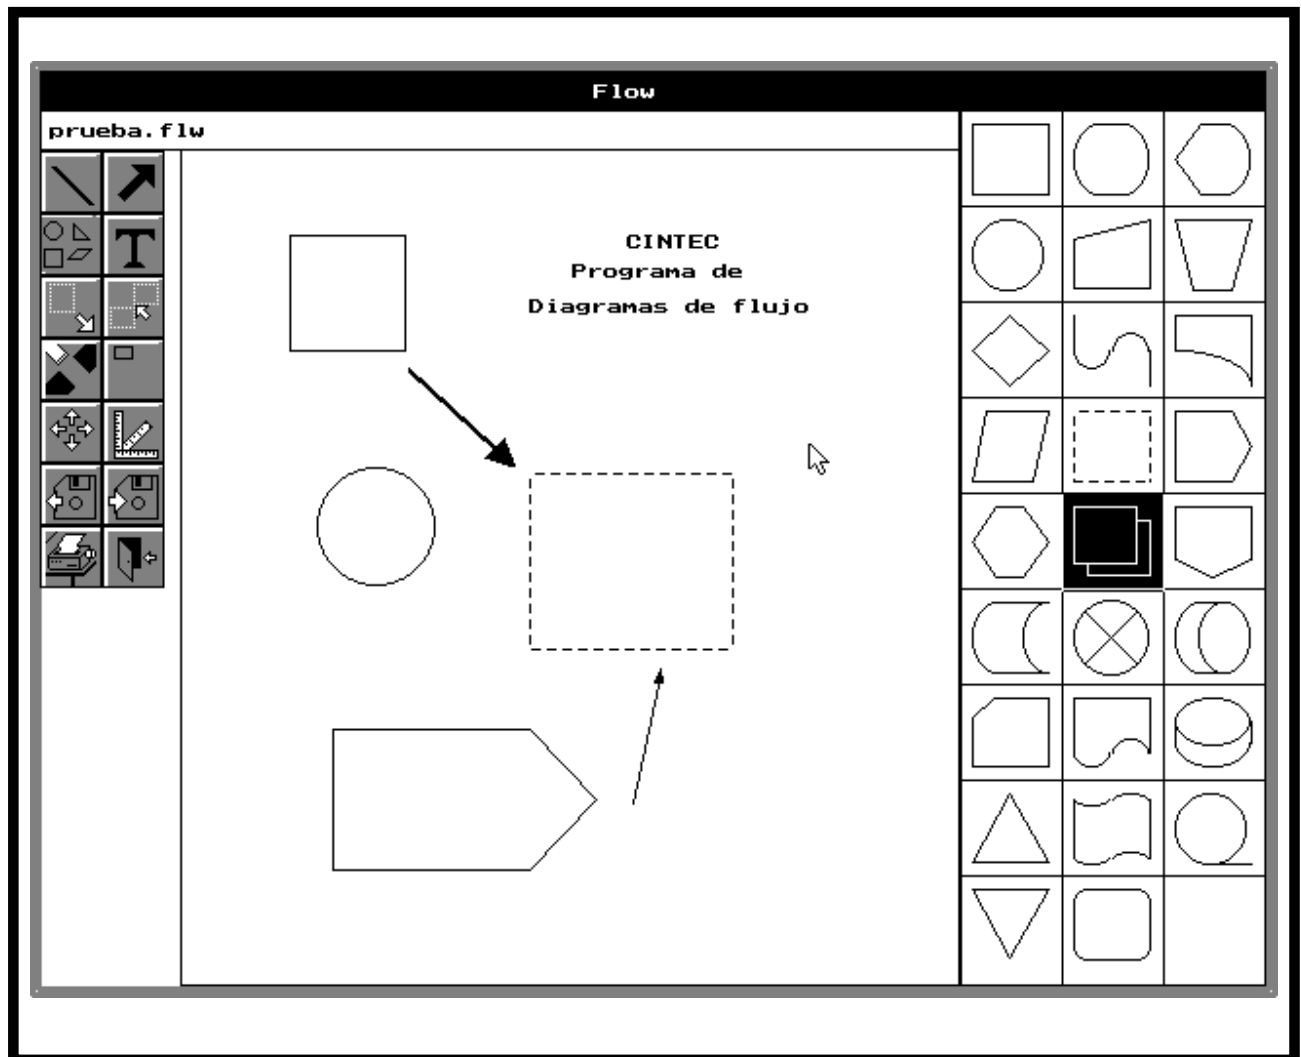 Flow
prueba.flw
T
CINTEC
Programa de
Diagramas de flujo